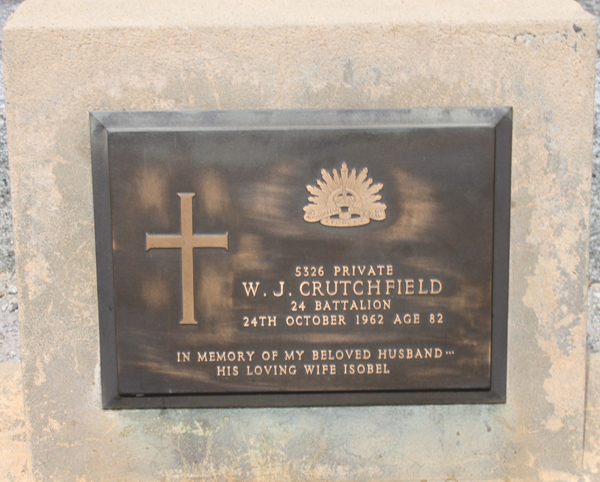 5326 PRIVATE
W. J. CRUTCHFIELD
24 BATTALION
24TH OCTOBER 1962 AGE 82
IN MEMORY OF MY BELOVED HUSBAND...
HIS LOVING WIFE ISOBEL